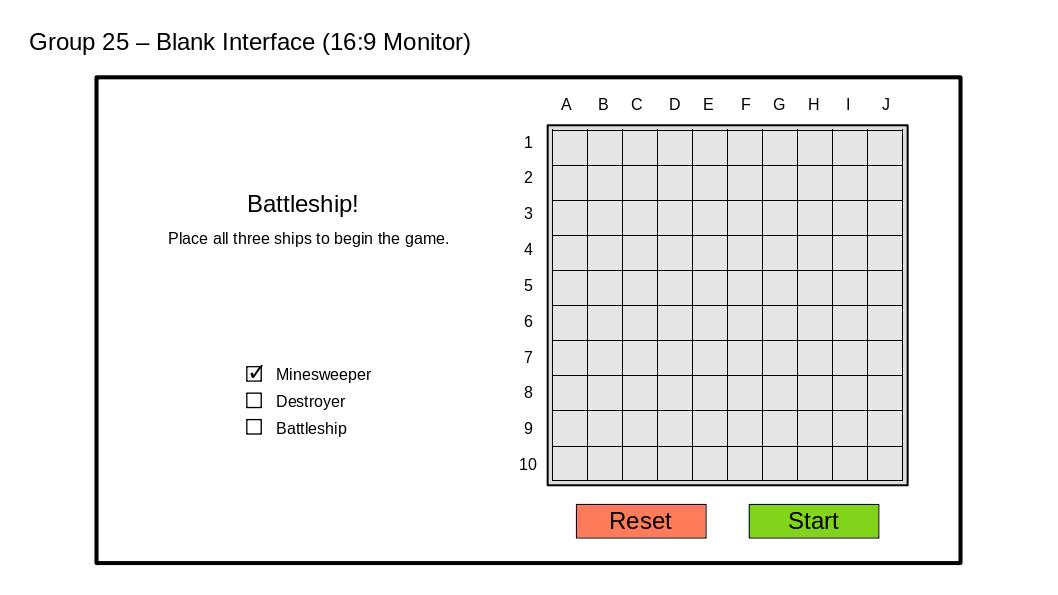 Group 25 – Blank Interface (16:9 Monitor)
Battleship!
Place all three ships to begin the game.
Minesweeper
Destroyer
Battleship
A B C D E F G H I J
1
2
3
4
5
6
7
8
9
10
Reset Start